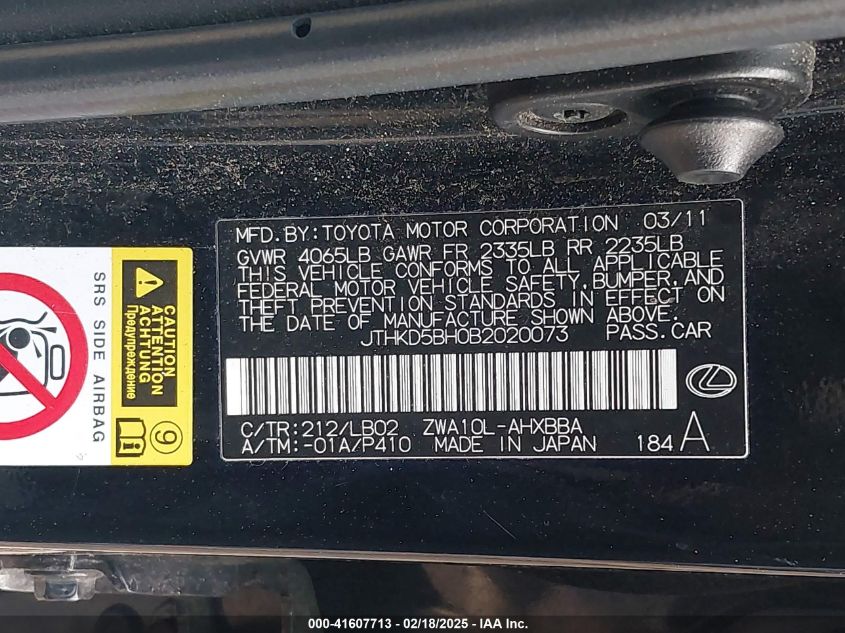 MFD.BY:TOYOTA MOTOR CORPORATION 03/11
GVWR 4065LB GAWR FR 2335LB RR 2235LB
THIS VEHICLE CONFORMS TO ALL APPLICABLE
FEDERAL MOTOR VEHICLE SAFETY,BUMPER,AND
THEFT PREVENTION STANDARDS IN EFFECT ON
THE DATE OF MANUFACTURE SHOWN ABOVE.
JTHKD5BH0B2020073 PASS.CAR
C/TR:212/LB02 ZWA10L-AHXBBA
A/TM:-01A/P410 MADE IN JAPAN 184 A
SRS SIDE AIRBAG
CAUTION
ATTENTION
ACHTUNG
Предупреждение
9
000-41607713 - 02/18/2025 - IAA Inc.